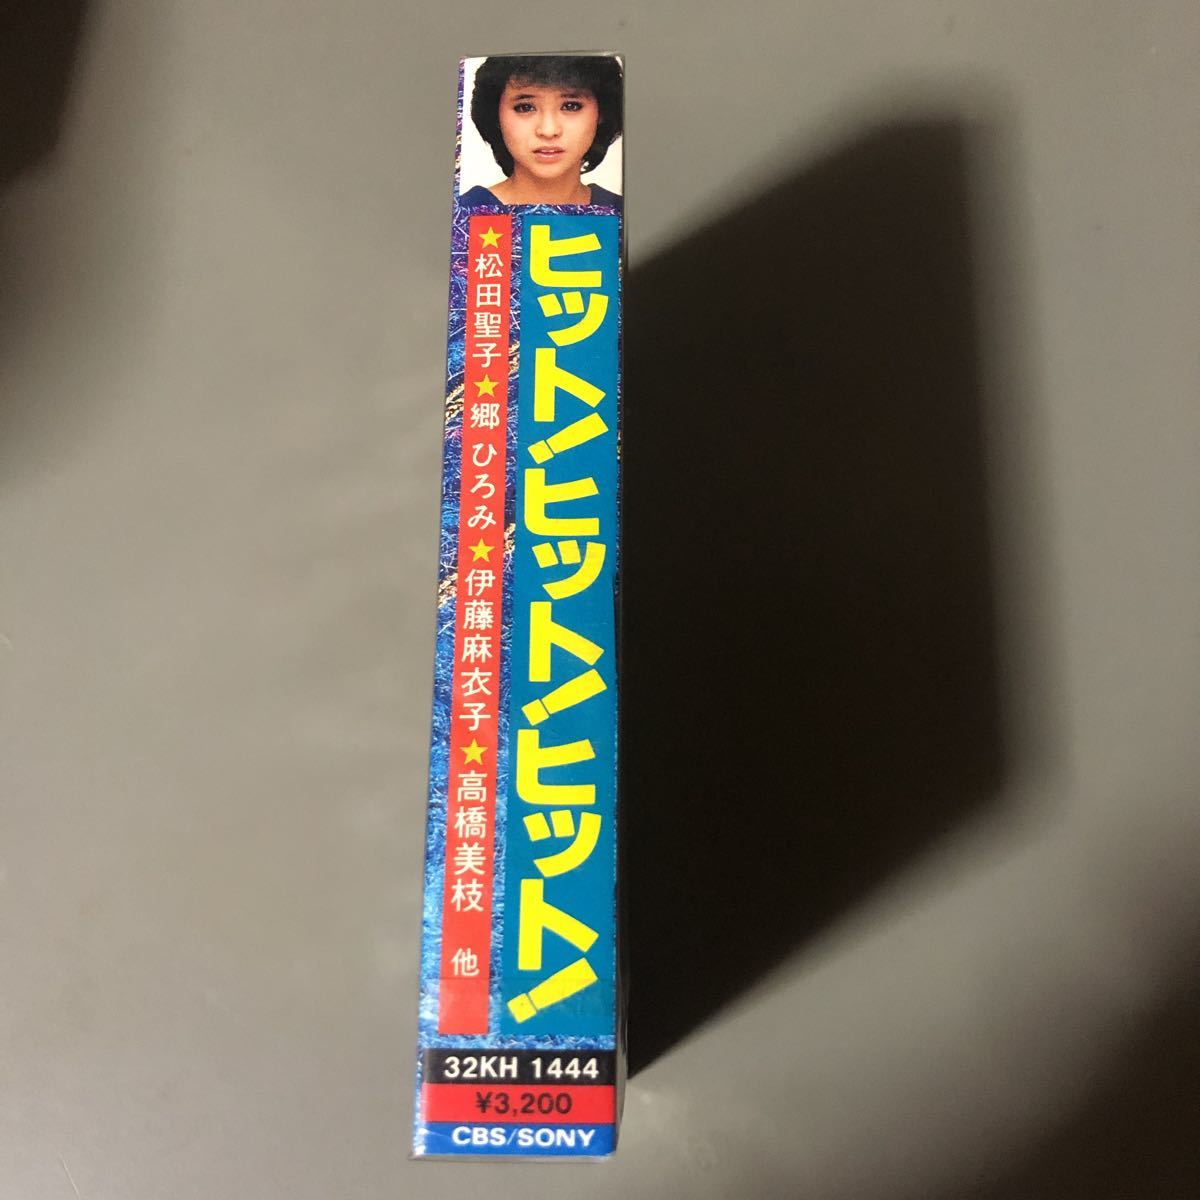 ヒット!ヒット!ヒット!
★松田聖子★郷 ひろみ★伊藤麻衣子★高橋美枝 他
32KH 1444
¥3,200
CBS/SONY